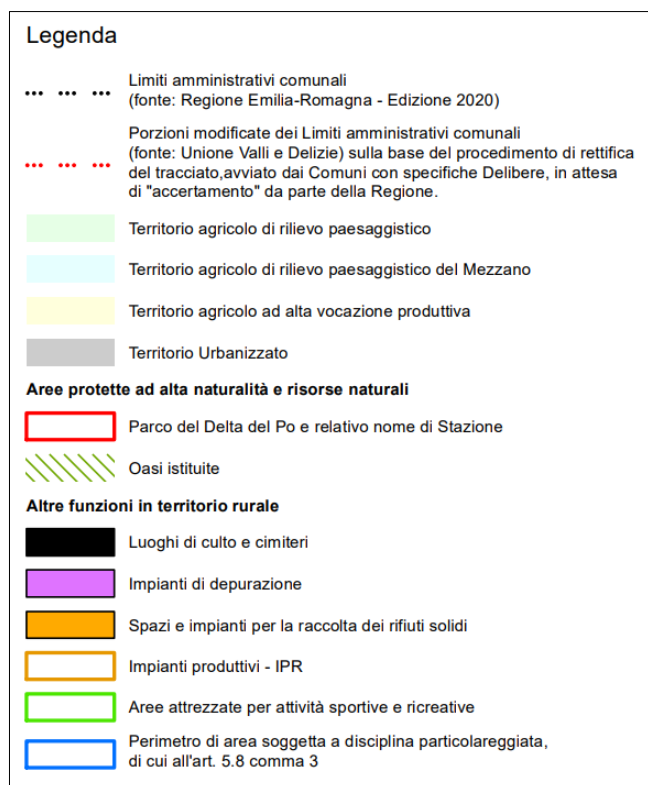 Legenda
Limiti amministrativi comunali
(fonte: Regione Emilia-Romagna - Edizione 2020)
Porzioni modificate dei Limiti amministrativi comunali
(fonte: Unione Valli e Delizie) sulla base del procedimento di rettifica
del tracciato,avviato dai Comuni con specifiche Delibere, in attesa
di "accertamento" da parte della Regione.
Territorio agricolo di rilievo paesaggistico
Territorio agricolo di rilievo paesaggistico del Mezzano
Territorio agricolo ad alta vocazione produttiva
Territorio Urbanizzato
Aree protette ad alta naturalità e risorse naturali
Parco del Delta del Po e relativo nome di Stazione
Oasi istituite
Altre funzioni in territorio rurale
Luoghi di culto e cimiteri
Impianti di depurazione
Spazi e impianti per la raccolta dei rifiuti solidi
Impianti produttivi - IPR
Aree attrezzate per attività sportive e ricreative
Perimetro di area soggetta a disciplina particolareggiata,
di cui all'art. 5.8 comma 3